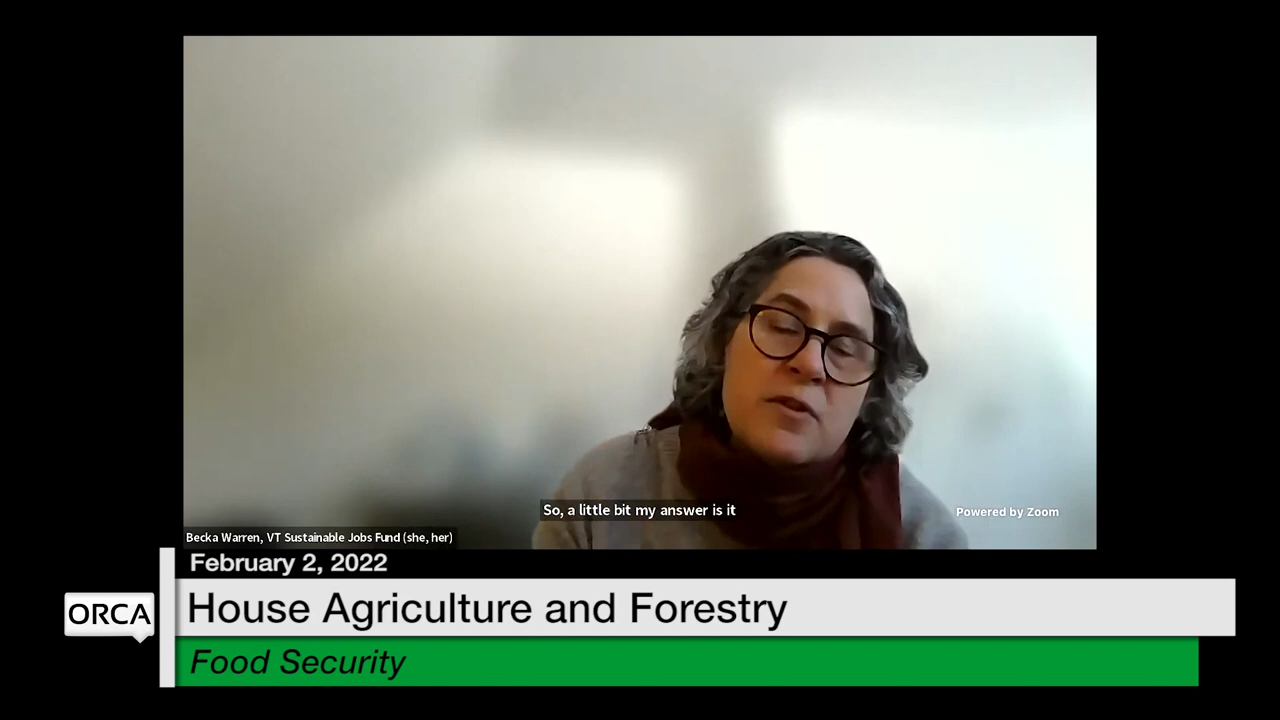 So, a little bit my answer is it
Powered by Zoom
Becka Warren, VT Sustainable Jobs Fund (she, her)
February 2, 2022
ORCA
House Agriculture and Forestry
Food Security